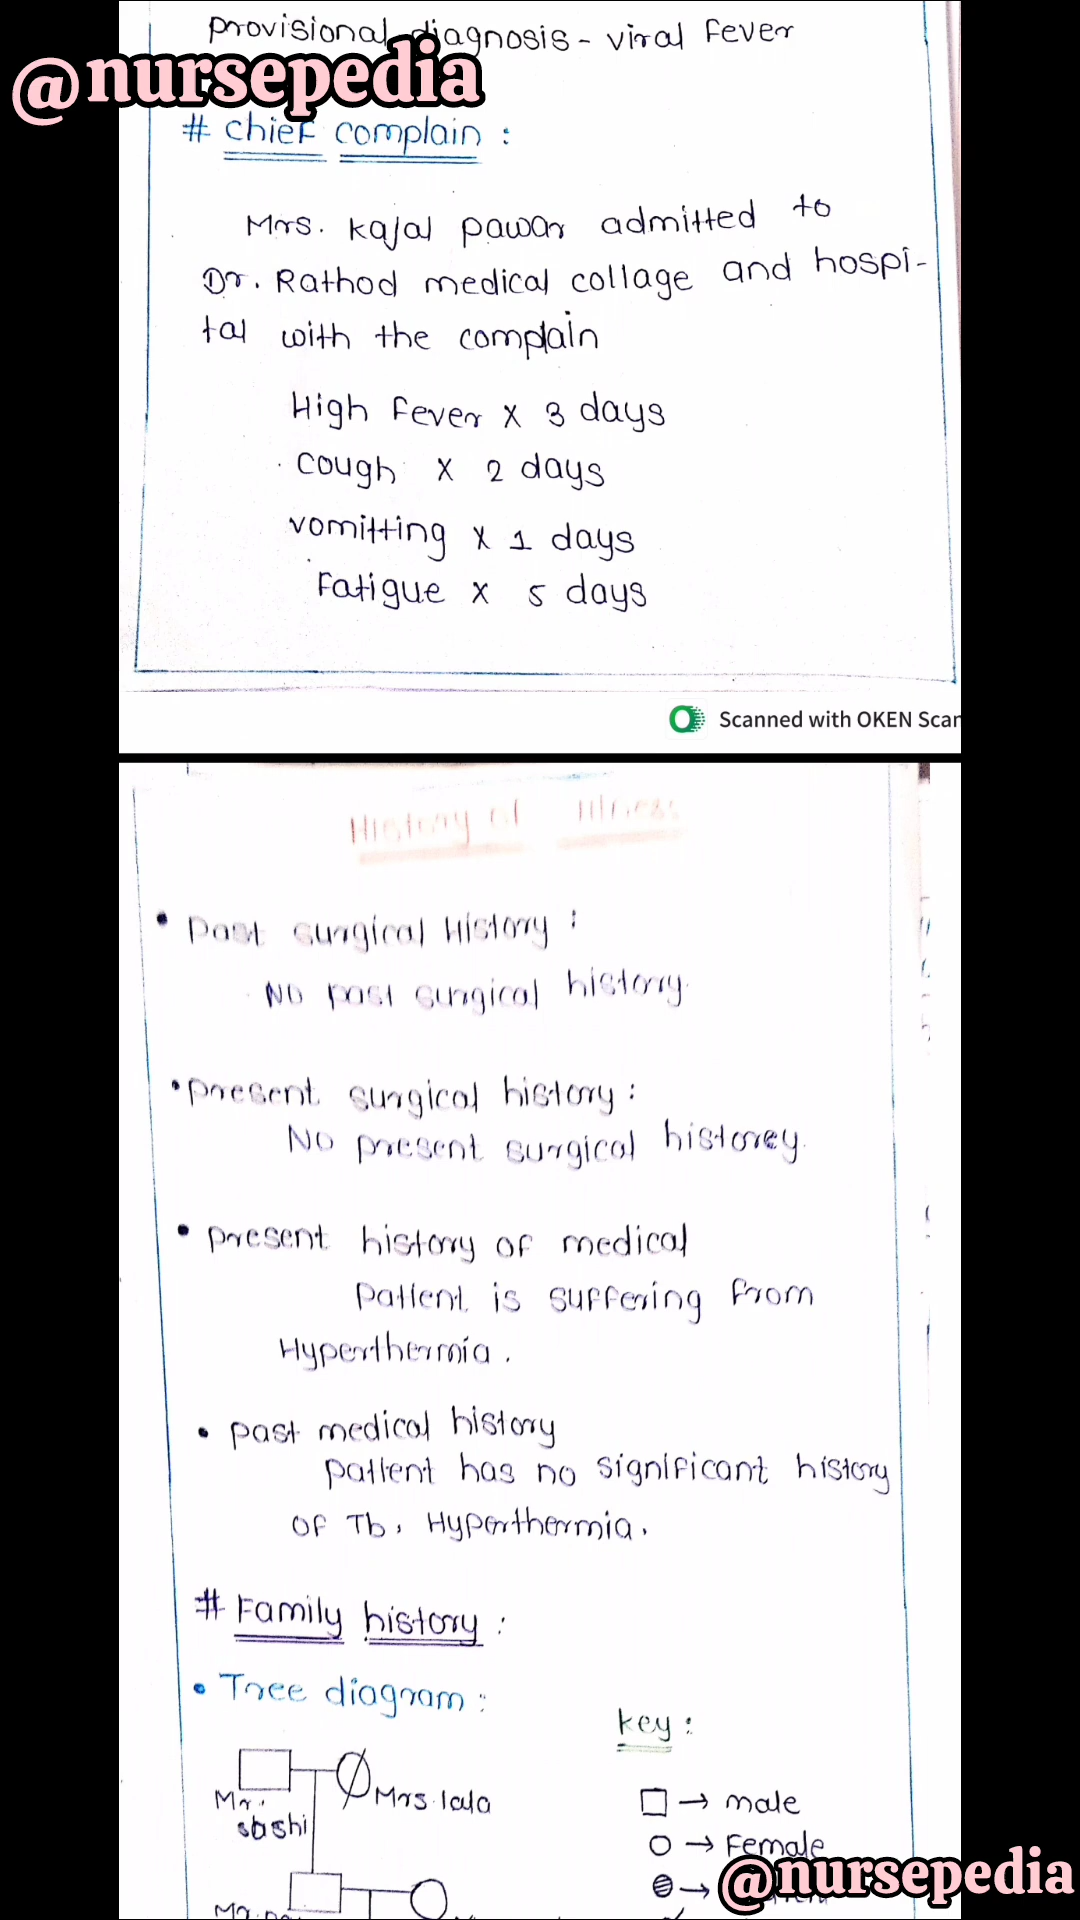 provisional diagnosis - viral fever
@nursepedia
# chief complain :
Mrs. kajal pawar admitted to
Dr. Rathod medical collage and hospi-
tal with the complain
High fever x 3 days
cough x 2 days
vomitting x 1 days
Fatigue x 5 days
Scanned with OKEN Scan
History of Illness
• past surgical History :
No past surgical history.
• present surgical history :
No present surgical historey.
• present history of medical
patient is suffering from
Hyperthermia.
• past medical history
patient has no significant history
of Tb, Hyperthermia.
# Family history :
• Tree diagram :
key :
Mr. sashi
Mrs. lala
□ → male
○ → Female
@nursepedia